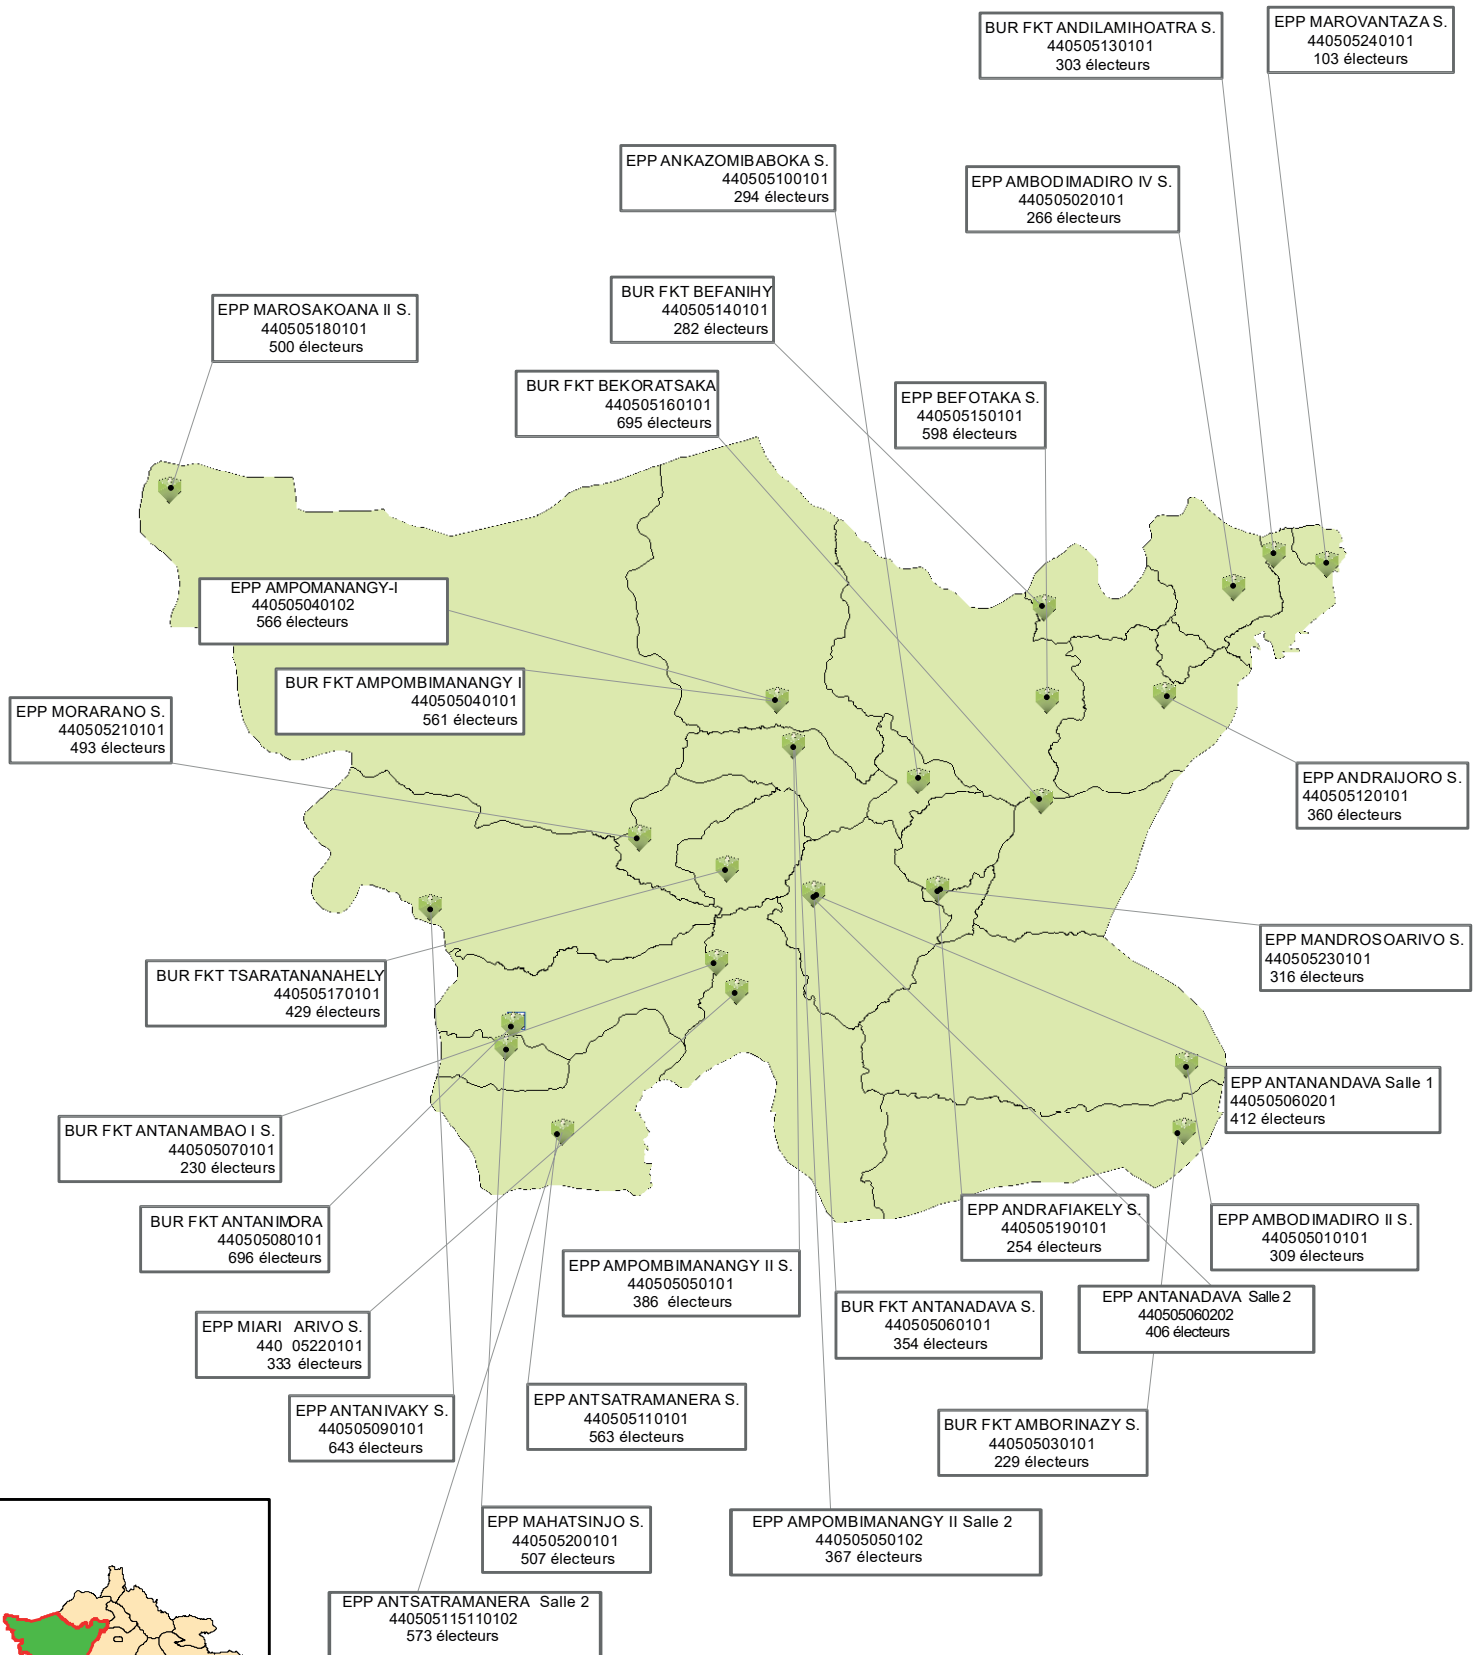 BUR FKT ANDILAMIHOATRA S.
440505130101
303 électeurs
EPP MAROVANTAZA S.
440505240101
103 électeurs
EPP ANKAZOMIBABOKA S.
440505100101
294 électeurs
EPP AMBODIMADIRO IV S.
440505020101
266 électeurs
BUR FKT BEFANIHY
440505140101
282 électeurs
EPP MAROSAKOANA II S.
440505180101
500 électeurs
BUR FKT BEKORATSAKA
440505160101
695 électeurs
EPP BEFOTAKA S.
440505150101
598 électeurs
EPP AMPOMANANGY-I
440505040102
566 électeurs
BUR FKT AMPOMBIMANANGY I
440505040101
561 électeurs
EPP MORARANO S.
440505210101
493 électeurs
EPP ANDRAIJORO S.
440505120101
360 électeurs
EPP MANDROSOARIVO S.
440505230101
316 électeurs
BUR FKT TSARATANANAHELY
440505170101
429 électeurs
EPP ANTANANDAVA Salle 1
440505060201
412 électeurs
BUR FKT ANTANAMBAO I S.
440505070101
230 électeurs
EPP ANDRAFIAKELY S.
440505190101
254 électeurs
EPP AMBODIMADIRO II S.
440505010101
309 électeurs
BUR FKT ANTANIMORA
440505080101
696 électeurs
EPP AMPOMBIMANANGY II S.
440505050101
386 électeurs
BUR FKT ANTANADAVA S.
440505060101
354 électeurs
EPP ANTANADAVA Salle 2
440505060202
406 électeurs
EPP MIARI ARIVO S.
440 05220101
333 électeurs
EPP ANTSATRAMANERA S.
440505110101
563 électeurs
EPP ANTANIVAKY S.
440505090101
643 électeurs
BUR FKT AMBORINAZY S.
440505030101
229 électeurs
EPP MAHATSINJO S.
440505200101
507 électeurs
EPP AMPOMBIMANANGY II Salle 2
440505050102
367 électeurs
EPP ANTSATRAMANERA Salle 2
440505115110102
573 électeurs